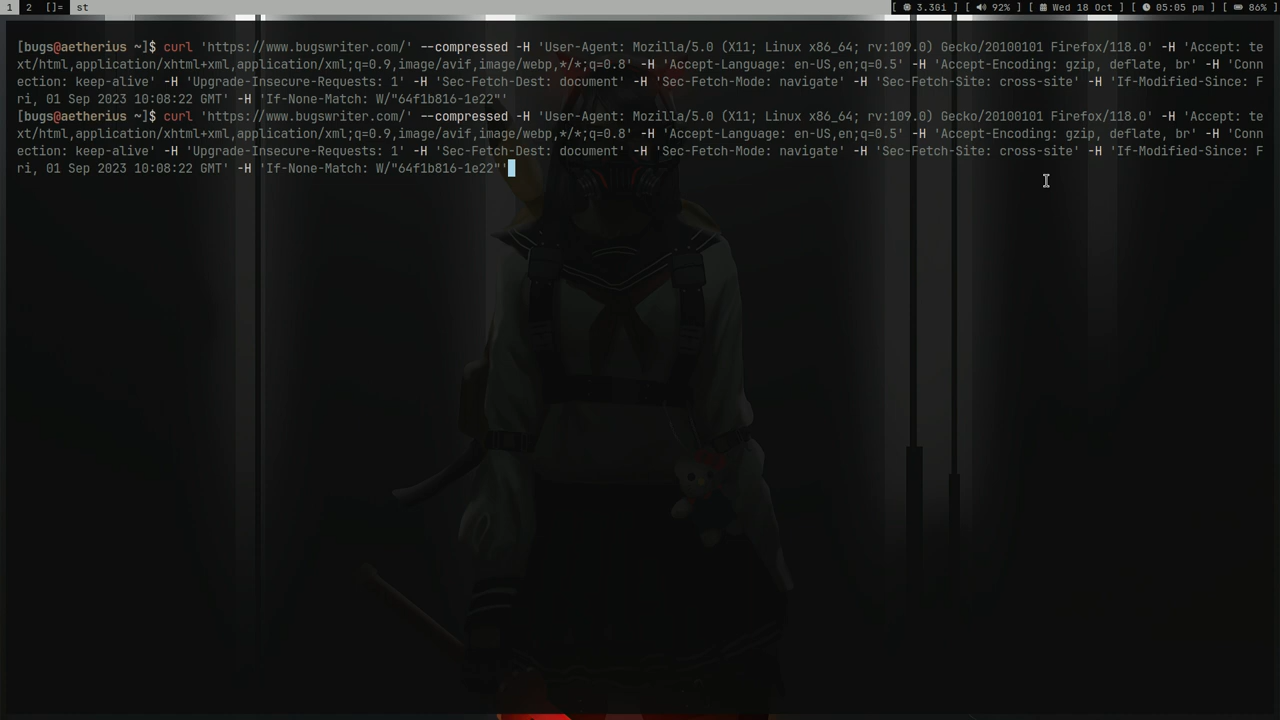 1 2 []= st [ 3.3Gi ] [ 92% ] [ Wed 18 Oct ] [ 05:05 pm ] [ 86% ]
[bugs@aetherius ~]$ curl 'https://www.bugswriter.com/' --compressed -H 'User-Agent: Mozilla/5.0 (X11; Linux x86_64; rv:109.0) Gecko/20100101 Firefox/118.0' -H 'Accept: te
xt/html,application/xhtml+xml,application/xml;q=0.9,image/avif,image/webp,*/*;q=0.8' -H 'Accept-Language: en-US,en;q=0.5' -H 'Accept-Encoding: gzip, deflate, br' -H 'Conn
ection: keep-alive' -H 'Upgrade-Insecure-Requests: 1' -H 'Sec-Fetch-Dest: document' -H 'Sec-Fetch-Mode: navigate' -H 'Sec-Fetch-Site: cross-site' -H 'If-Modified-Since: F
ri, 01 Sep 2023 10:08:22 GMT' -H 'If-None-Match: W/"64f1b816-1e22"'
[bugs@aetherius ~]$ curl 'https://www.bugswriter.com/' --compressed -H 'User-Agent: Mozilla/5.0 (X11; Linux x86_64; rv:109.0) Gecko/20100101 Firefox/118.0' -H 'Accept: te
xt/html,application/xhtml+xml,application/xml;q=0.9,image/avif,image/webp,*/*;q=0.8' -H 'Accept-Language: en-US,en;q=0.5' -H 'Accept-Encoding: gzip, deflate, br' -H 'Conn
ection: keep-alive' -H 'Upgrade-Insecure-Requests: 1' -H 'Sec-Fetch-Dest: document' -H 'Sec-Fetch-Mode: navigate' -H 'Sec-Fetch-Site: cross-site' -H 'If-Modified-Since: F
ri, 01 Sep 2023 10:08:22 GMT' -H 'If-None-Match: W/"64f1b816-1e22"'